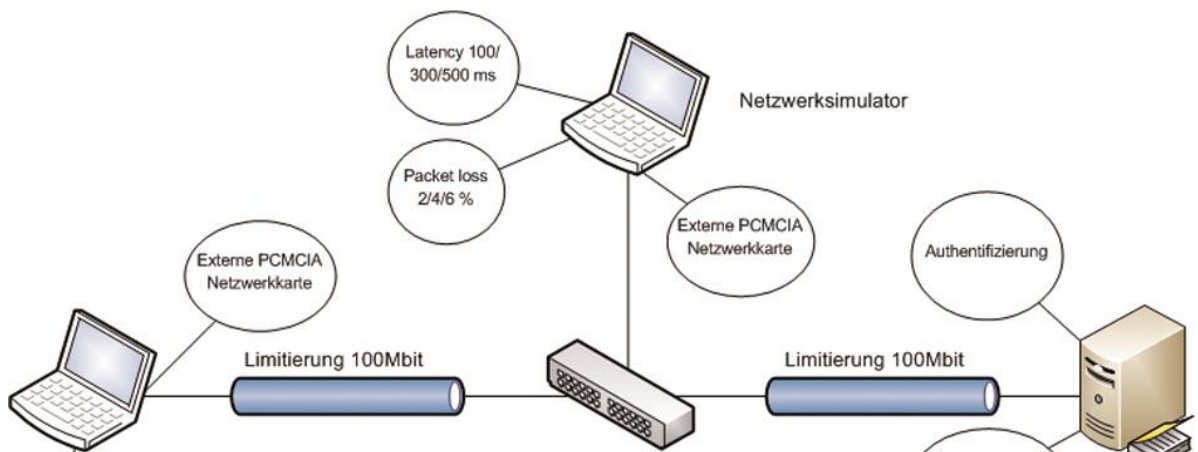 Latency 100/
300/500 ms
Netzwerksimulator
Packet loss
2/4/6 %
Externe PCMCIA
Netzwerkkarte
Authentifizierung
Externe PCMCIA
Netzwerkkarte
Limitierung 100Mbit
Limitierung 100Mbit